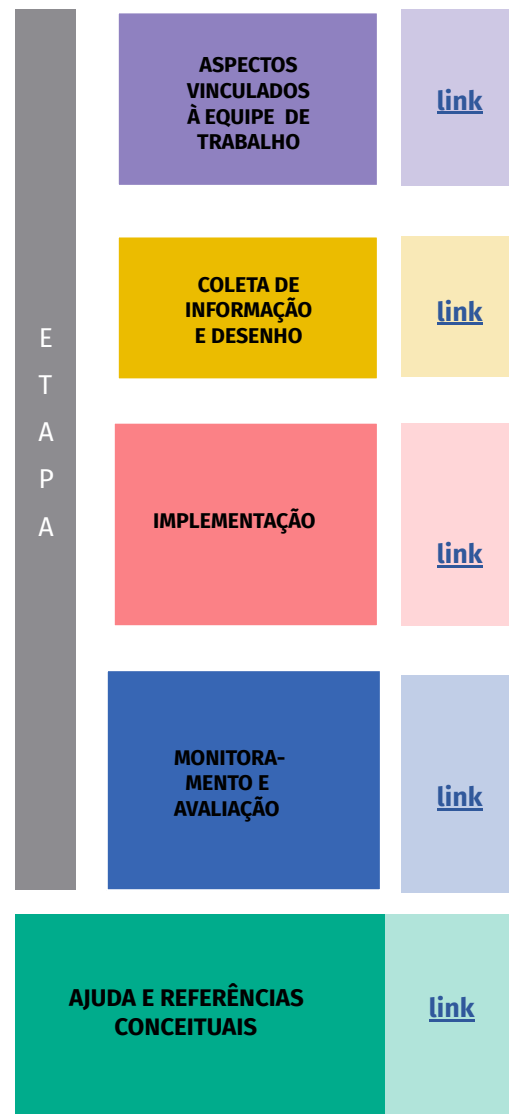 ASPECTOS
VINCULADOS
À EQUIPE DE
TRABALHO
link
COLETA DE
INFORMAÇÃO
E DESENHO
link
E
T
A
P
A
IMPLEMENTAÇÃO
link
MONITORA-
MENTO E
AVALIAÇÃO
link
AJUDA E REFERÊNCIAS
CONCEITUAIS
link